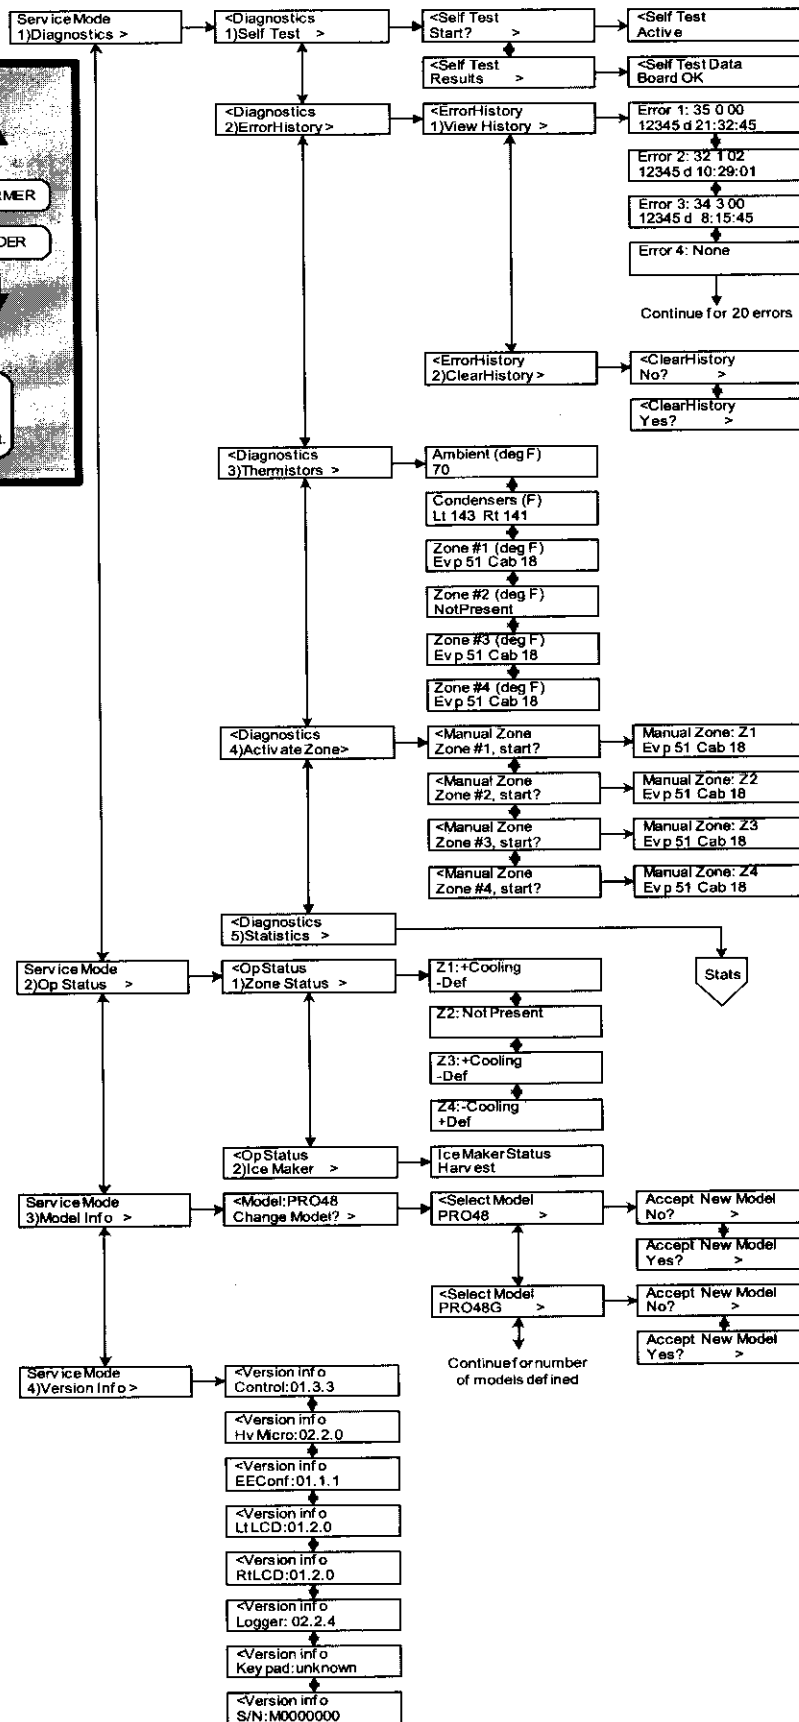 Service Mode
1)Diagnostics >
<Diagnostics
1)Self Test >
<Self Test
Start? >
<Self Test
Active
<Self Test
Results >
<Self Test Data
Board OK
<Diagnostics
2)ErrorHistory>
<ErrorHistory
1)View History >
Error 1: 35 0 00
12345 d 21:32:45
Error 2: 32 1 02
12345 d 10:29:01
Error 3: 34 3 00
12345 d 8:15:45
Error 4: None
Continue for 20 errors
RMER
DER
t.
<ErrorHistory
2)ClearHistory >
<ClearHistory
No? >
<ClearHistory
Yes? >
<Diagnostics
3)Thermistors >
Ambient (deg F)
70
Condensers (F)
Lt 143 Rt 141
Zone #1 (deg F)
Evp 51 Cab 18
Zone #2 (deg F)
NotPresent
Zone #3 (deg F)
Evp 51 Cab 18
Zone #4 (deg F)
Evp 51 Cab 18
<Diagnostics
4)ActivateZone>
<Manual Zone
Zone #1, start?
Manual Zone: Z1
Evp 51 Cab 18
<Manual Zone
Zone #2, start?
Manual Zone: Z2
Evp 51 Cab 18
<Manual Zone
Zone #3, start?
Manual Zone: Z3
Evp 51 Cab 18
<Manual Zone
Zone #4, start?
Manual Zone: Z4
Evp 51 Cab 18
<Diagnostics
5)Statistics >
Stats
Service Mode
2)Op Status >
<OpStatus
1)Zone Status >
Z1:+Cooling
-Def
Z2: Not Present
Z3:+Cooling
-Def
Z4:-Cooling
+Def
<OpStatus
2)Ice Maker >
Ice Maker Status
Harvest
Service Mode
3)Model Info >
<Model:PRO48
Change Model? >
<Select Model
PRO48 >
Accept New Model
No? >
Accept New Model
Yes? >
<Select Model
PRO48G >
Accept New Model
No? >
Accept New Model
Yes? >
Continue for number
of models defined
Service Mode
4)Version Info >
<Version info
Control:01.3.3
<Version info
HvMicro:02.2.0
<Version info
EEConf:01.1.1
<Version info
LtLCD:01.2.0
<Version info
RtLCD:01.2.0
<Version info
Logger: 02.2.4
<Version info
Keypad:unknown
<Version info
S/N:M0000000